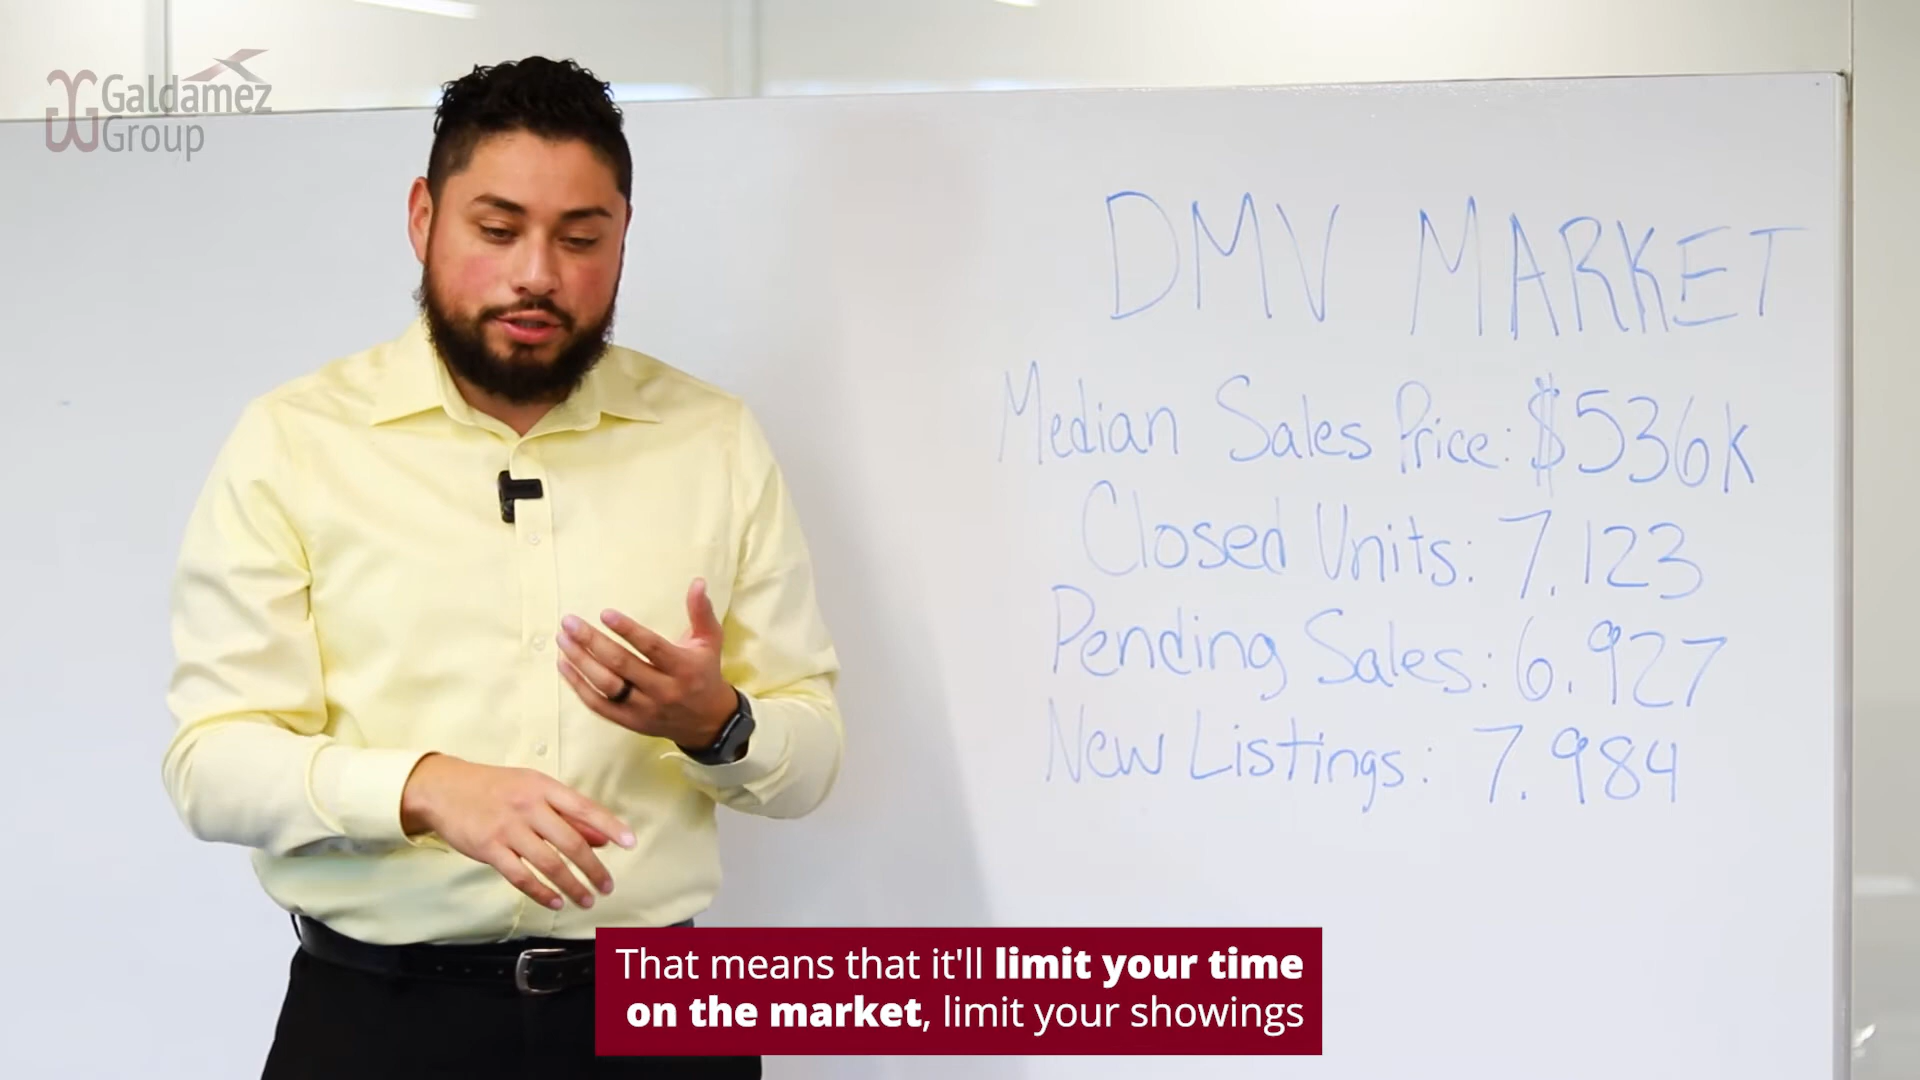 Galdamez
Group
DMV MARKET
Median Sales Price: $536K
Closed Units: 7.123
Pending Sales: 6.927
New Listings: 7.984
That means that it'll limit your time
on the market, limit your showings